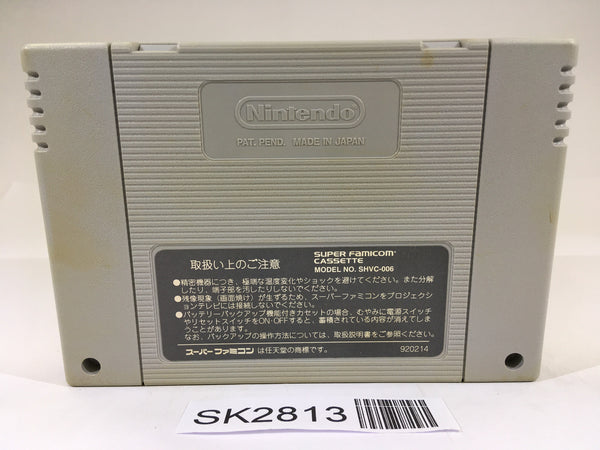 Nintendo
PAT. PEND. MADE IN JAPAN
取扱い上のご注意
SUPER FAMICOM
CASSETTE
MODEL NO. SHVC-006
●精密機器につき、極端な温度変化やショックを避けてください。また分解
したり、端子部を汚したりしないでください。
●残像現象（画面焼け）が生ずるため、スーパーファミコンをプロジェクシ
ョンテレビには接続しないでください。
●バッテリーバックアップ機能付きカセットの場合、むやみに電源スイッチ
やリセットスイッチをON・OFFすると、蓄積されている内容が消えてしま
うことがあります。
なお、バックアップの操作方法については、取扱説明書をご参照ください。
スーパーファミコン は任天堂の商標です。
920214
SK2813